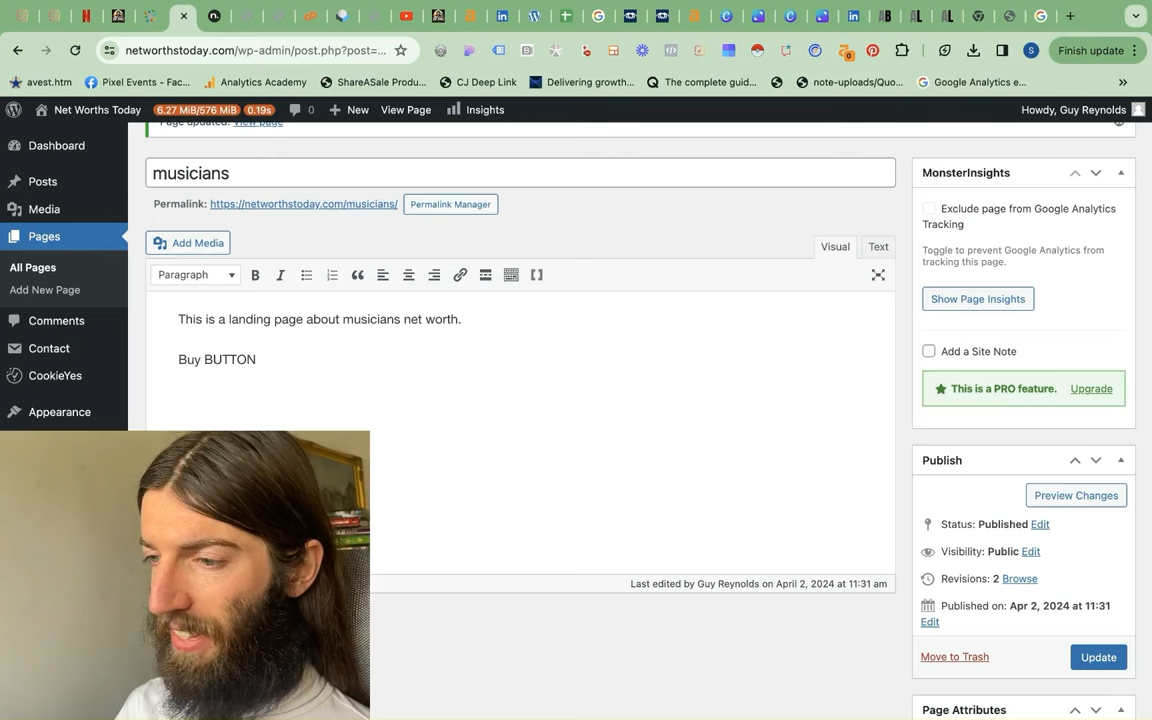 networthstoday.com/wp-admin/post.php?post=...
Finish update
avest.htm
Pixel Events - Fac...
Analytics Academy
ShareASale Produ...
CJ Deep Link
Delivering growth...
The complete guid...
note-uploads/Quo...
Google Analytics e...
Net Worths Today
6.27 MiB/576 MiB
0.19s
0
New
View Page
Insights
Howdy, Guy Reynolds
Page updated. View page
Dashboard
Posts
Media
Pages
All Pages
Add New Page
Comments
Contact
CookieYes
Appearance
musicians
Permalink: https://networthstoday.com/musicians/
Permalink Manager
Add Media
Visual
Text
Paragraph
This is a landing page about musicians net worth.
Buy BUTTON
Last edited by Guy Reynolds on April 2, 2024 at 11:31 am
MonsterInsights
Exclude page from Google Analytics
Tracking
Toggle to prevent Google Analytics from
tracking this page.
Show Page Insights
Add a Site Note
This is a PRO feature.
Upgrade
Publish
Preview Changes
Status: Published Edit
Visibility: Public Edit
Revisions: 2 Browse
Published on: Apr 2, 2024 at 11:31
Edit
Move to Trash
Update
Page Attributes